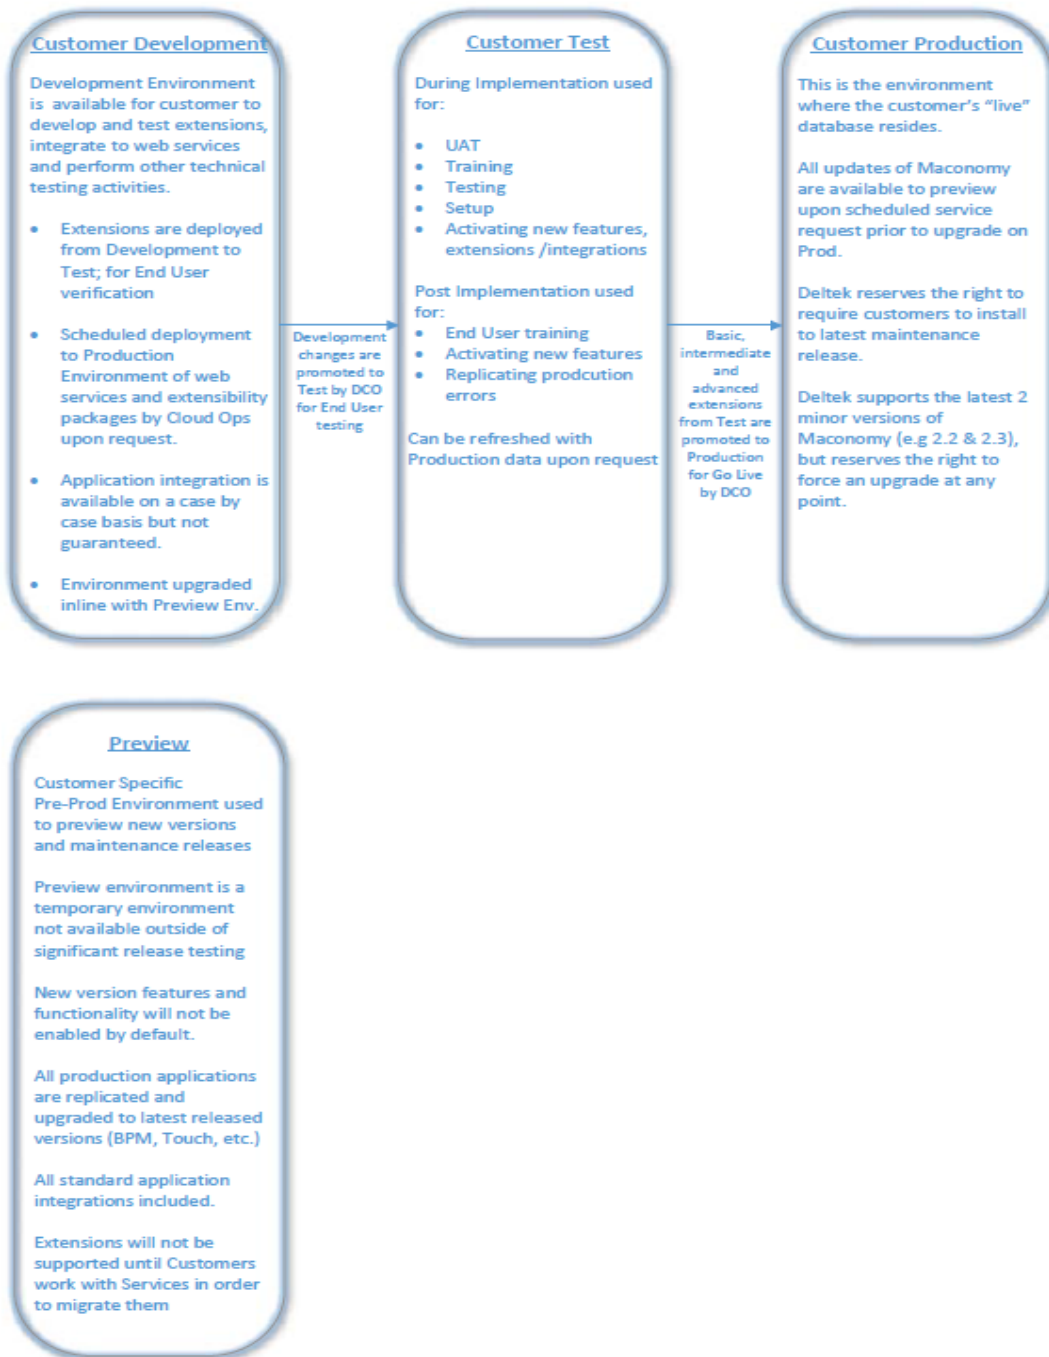 Customer Development
Development Environment
is available for customer to
develop and test extensions,
integrate to web services
and perform other technical
testing activities.
• Extensions are deployed
from Development to
Test; for End User
verification
• Scheduled deployment
to Production
Environment of web
services and extensibility
packages by Cloud Ops
upon request.
• Application integration is
available on a case by
case basis but not
guaranteed.
• Environment upgraded
inline with Preview Env.
Development
changes are
promoted to
Test by DCO
for End User
testing
Customer Test
During Implementation used
for:
• UAT
• Training
• Testing
• Setup
• Activating new features,
extensions /integrations
Post Implementation used
for:
• End User training
• Activating new features
• Replicating prodcution
errors
Can be refreshed with
Production data upon request
Basic,
intermediate
and
advanced
extensions
from Test are
promoted to
Production
for Go Live
by DCO
Customer Production
This is the environment
where the customer's “live”
database resides.
All updates of Maconomy
are available to preview
upon scheduled service
request prior to upgrade on
Prod.
Deltek reserves the right to
require customers to install
to latest maintenance
release.
Deltek supports the latest 2
minor versions of
Maconomy (e.g 2.2 & 2.3),
but reserves the right to
force an upgrade at any
point.
Preview
Customer Specific
Pre-Prod Environment used
to preview new versions
and maintenance releases
Preview environment is a
temporary environment
not available outside of
significant release testing
New version features and
functionality will not be
enabled by default.
All production applications
are replicated and
upgraded to latest released
versions (BPM, Touch, etc.)
All standard application
integrations included.
Extensions will not be
supported until Customers
work with Services in order
to migrate them